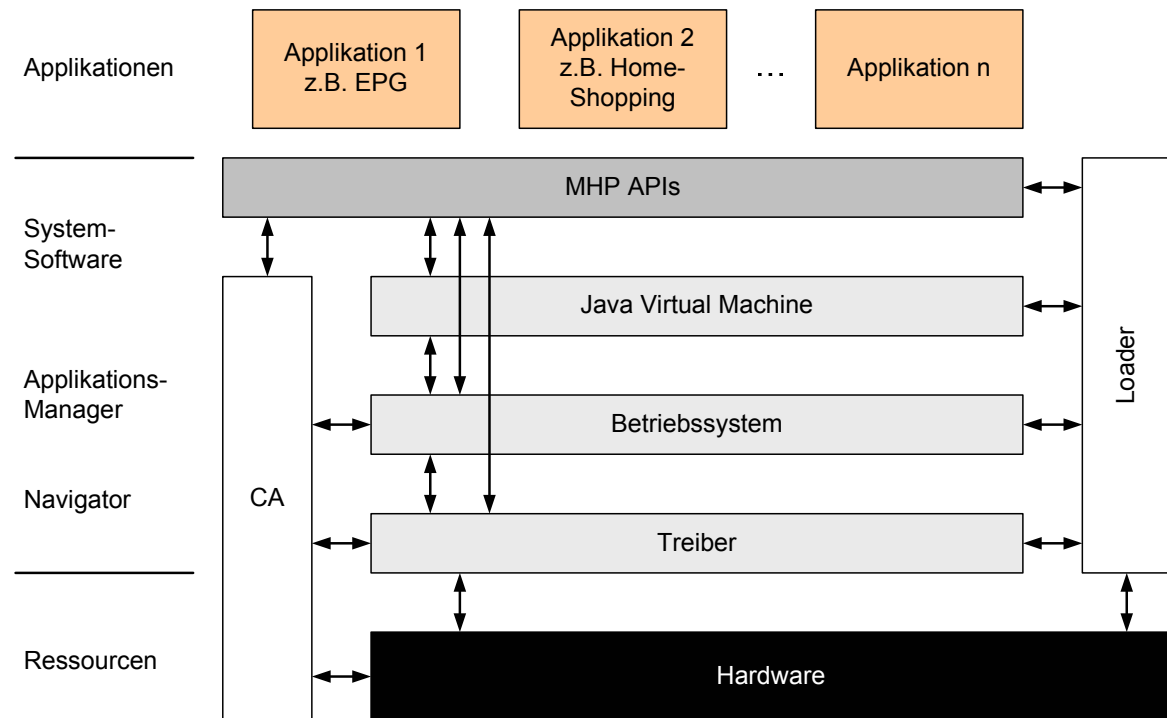 Applikationen
Applikation 1
z.B. EPG
Applikation 2
z.B. Home-
Shopping
...
Applikation n
MHP APIs
System-
Software
Java Virtual Machine
Applikations-
Manager
Betriebssystem
Loader
Navigator
CA
Treiber
Ressourcen
Hardware